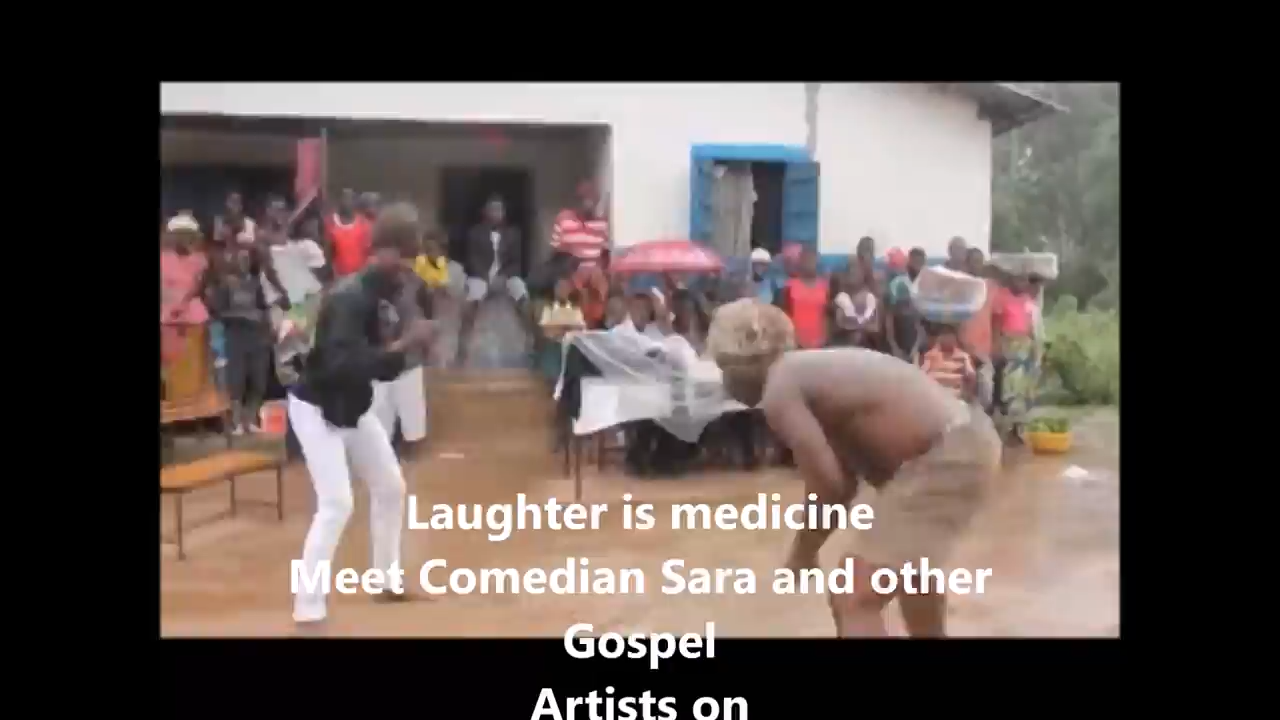 Laughter is medicine
Meet Comedian Sara and other
Gospel
Artists on